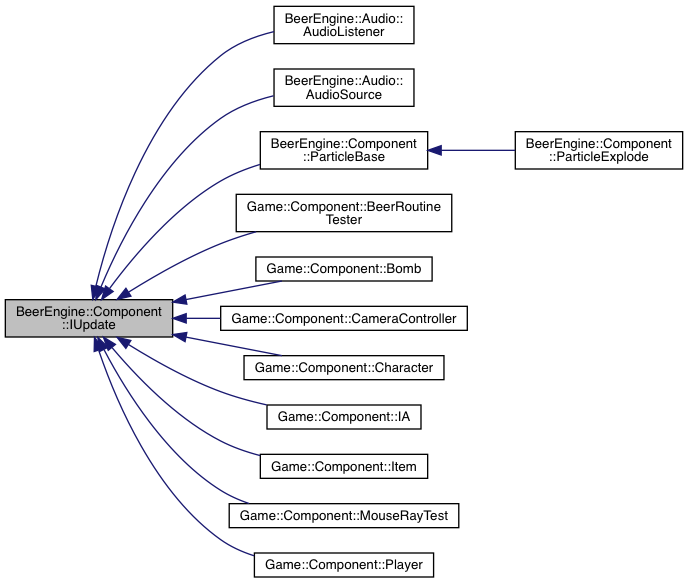 BeerEngine::Audio::
AudioListener
BeerEngine::Audio::
AudioSource
BeerEngine::Component
::ParticleBase
BeerEngine::Component
::ParticleExplode
Game::Component::BeerRoutine
Tester
Game::Component::Bomb
BeerEngine::Component
::IUpdate
Game::Component::CameraController
Game::Component::Character
Game::Component::IA
Game::Component::Item
Game::Component::MouseRayTest
Game::Component::Player